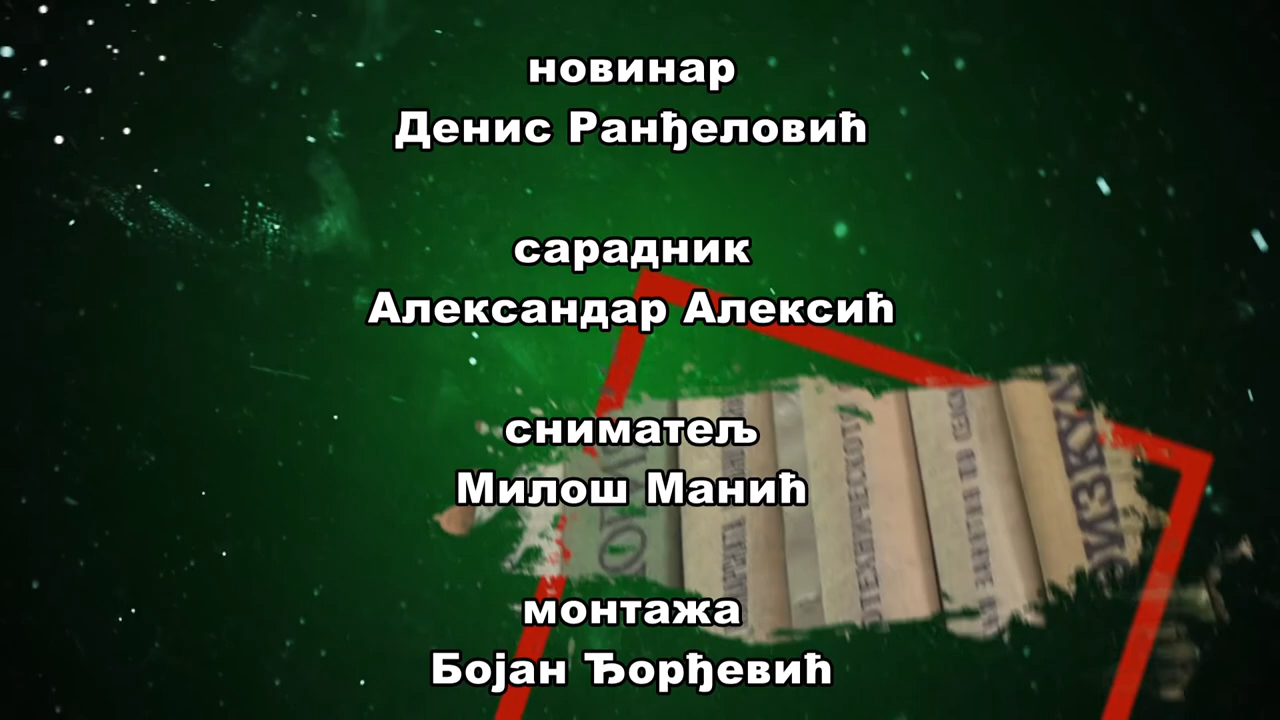 новинар
Денис Ранђеловић
сарадник
Александар Алексић
сниматељ
Милош Манић
монтажа
Бојан Ђорђевић